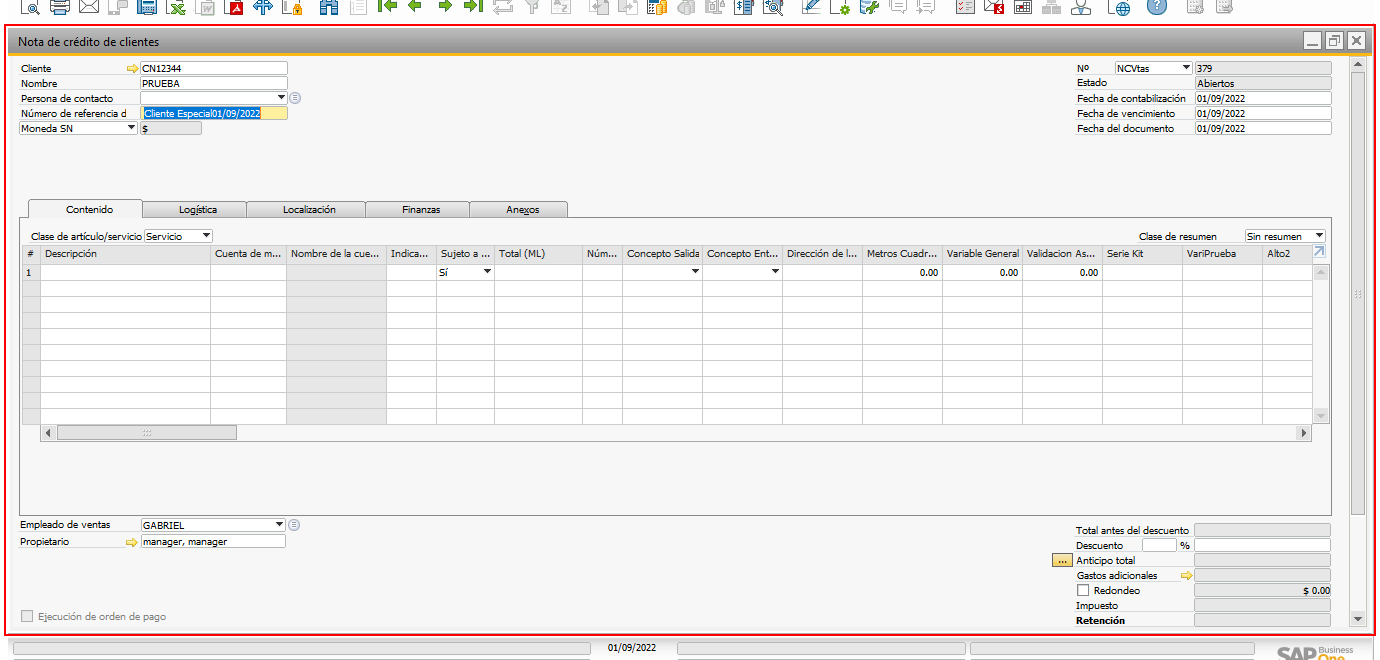 Nota de crédito de clientes
Cliente CN12344
Nombre PRUEBA
Persona de contacto
Número de referencia d Cliente Especial01/09/2022
Moneda SN $
Nº NCVtas 379
Estado Abiertos
Fecha de contabilización 01/09/2022
Fecha de vencimiento 01/09/2022
Fecha del documento 01/09/2022
Contenido Logística Localización Finanzas Anexos
Clase de artículo/servicio Servicio Clase de resumen Sin resumen
# Descripción Cuenta de m... Nombre de la cue... Indica... Sujeto a ... Total (ML) Núm... Concepto Salida Concepto Ent... Dirección de l... Metros Cuadr... Variable General Validacion As... Serie Kit VariPrueba Alto2
1 Sí 0.00 0.00 0.00
Empleado de ventas GABRIEL
Propietario manager, manager
Ejecución de orden de pago
Total antes del descuento
Descuento %
... Anticipo total
Gastos adicionales
Redondeo $ 0.00
Impuesto
Retención
01/09/2022
SAP Business One